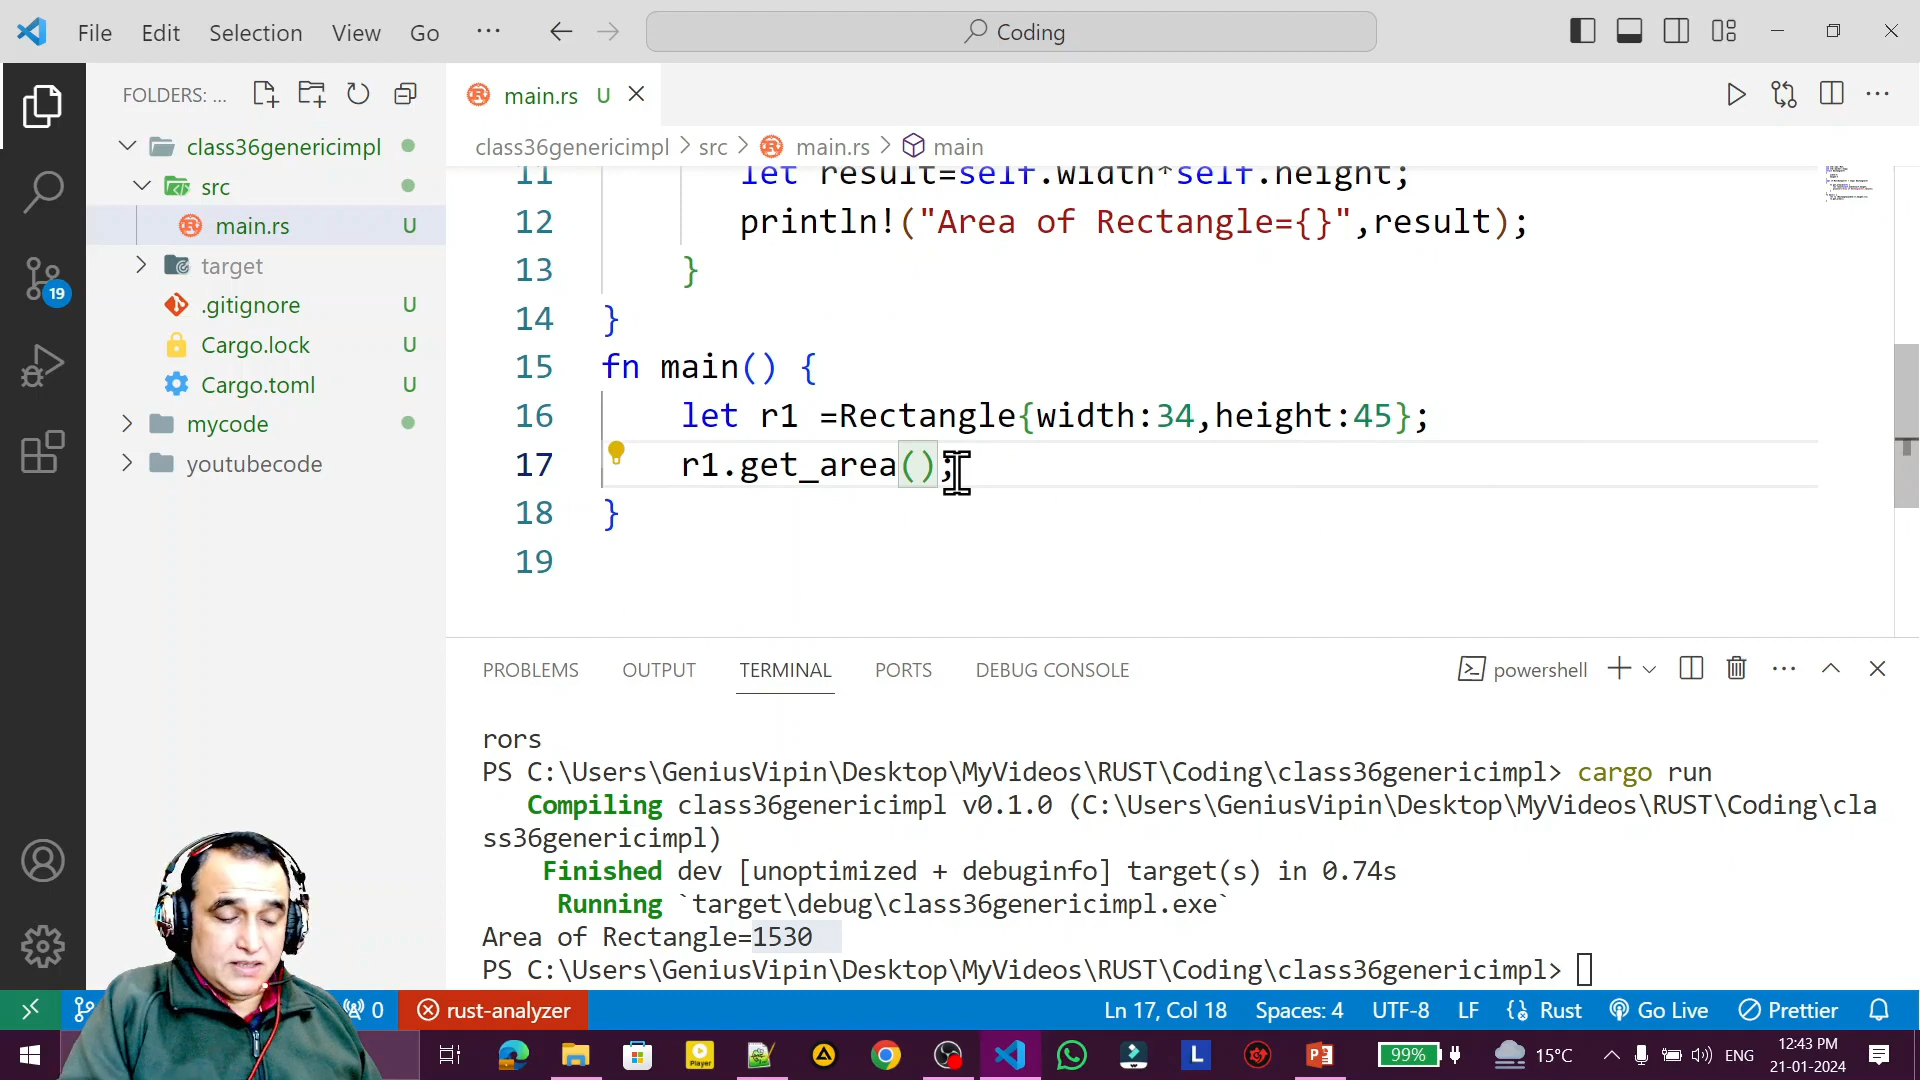 File Edit Selection View Go ··· Coding
FOLDERS: ...
main.rs U
class36genericimpl
class36genericimpl > src > main.rs > main
src
main.rs U
target
.gitignore U
Cargo.lock U
Cargo.toml U
mycode
youtubecode
19
11 let result=self.width*self.height;
12 println!("Area of Rectangle={}",result);
13 }
14 }
15 fn main() {
16 let r1 =Rectangle{width:34,height:45};
17 r1.get_area();
18 }
19
PROBLEMS OUTPUT TERMINAL PORTS DEBUG CONSOLE powershell
rors
PS C:\Users\GeniusVipin\Desktop\MyVideos\RUST\Coding\class36genericimpl> cargo run
Compiling class36genericimpl v0.1.0 (C:\Users\GeniusVipin\Desktop\MyVideos\RUST\Coding\cla
ss36genericimpl)
Finished dev [unoptimized + debuginfo] target(s) in 0.74s
Running `target\debug\class36genericimpl.exe`
Area of Rectangle=1530
PS C:\Users\GeniusVipin\Desktop\MyVideos\RUST\Coding\class36genericimpl>
0 rust-analyzer Ln 17, Col 18 Spaces: 4 UTF-8 LF Rust Go Live Prettier
Player L 99% 15°C ENG 12:43 PM
21-01-2024